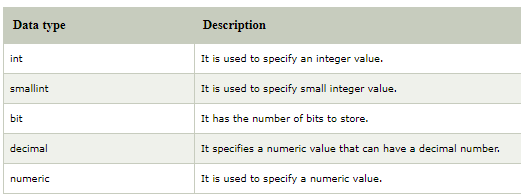 Data type Description
int It is used to specify an integer value.
smallint It is used to specify small integer value.
bit It has the number of bits to store.
decimal It specifies a numeric value that can have a decimal number.
numeric It is used to specify a numeric value.